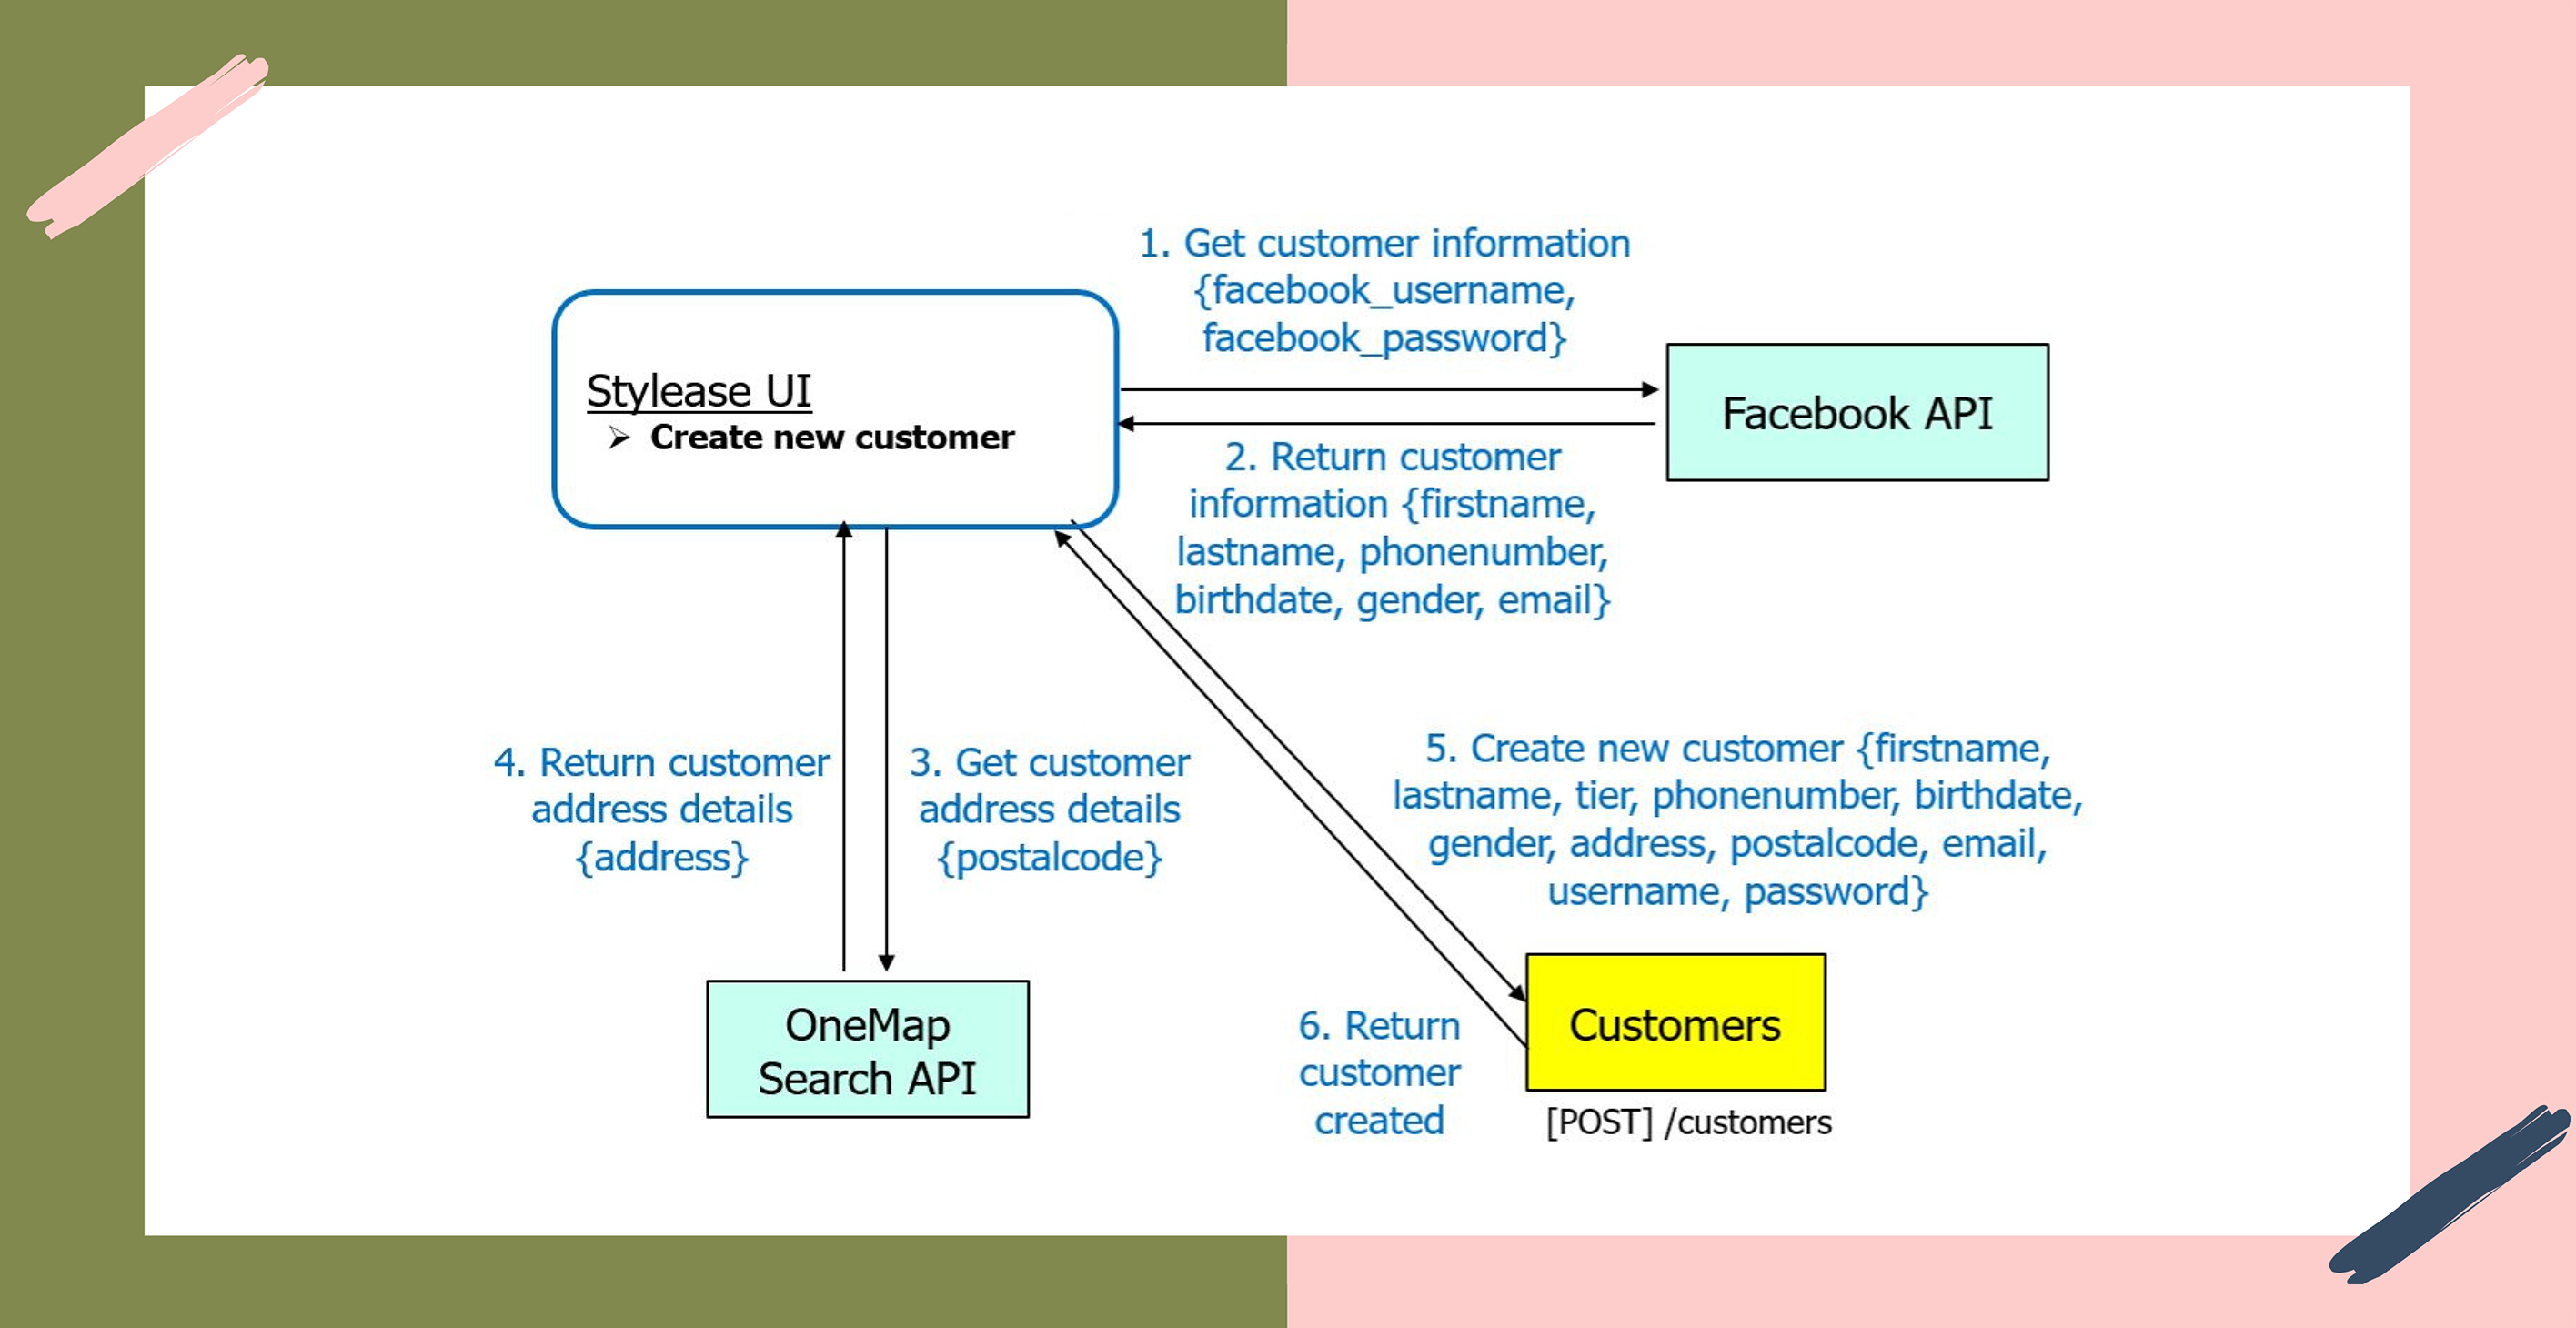 1. Get customer information
{facebook_username,
facebook_password}
Stylease UI
➢ Create new customer
Facebook API
2. Return customer
information {firstname,
lastname, phonenumber,
birthdate, gender, email}
4. Return customer
address details
{address}
3. Get customer
address details
{postalcode}
5. Create new customer {firstname,
lastname, tier, phonenumber, birthdate,
gender, address, postalcode, email,
username, password}
OneMap
Search API
6. Return
customer
created
Customers
[POST] /customers